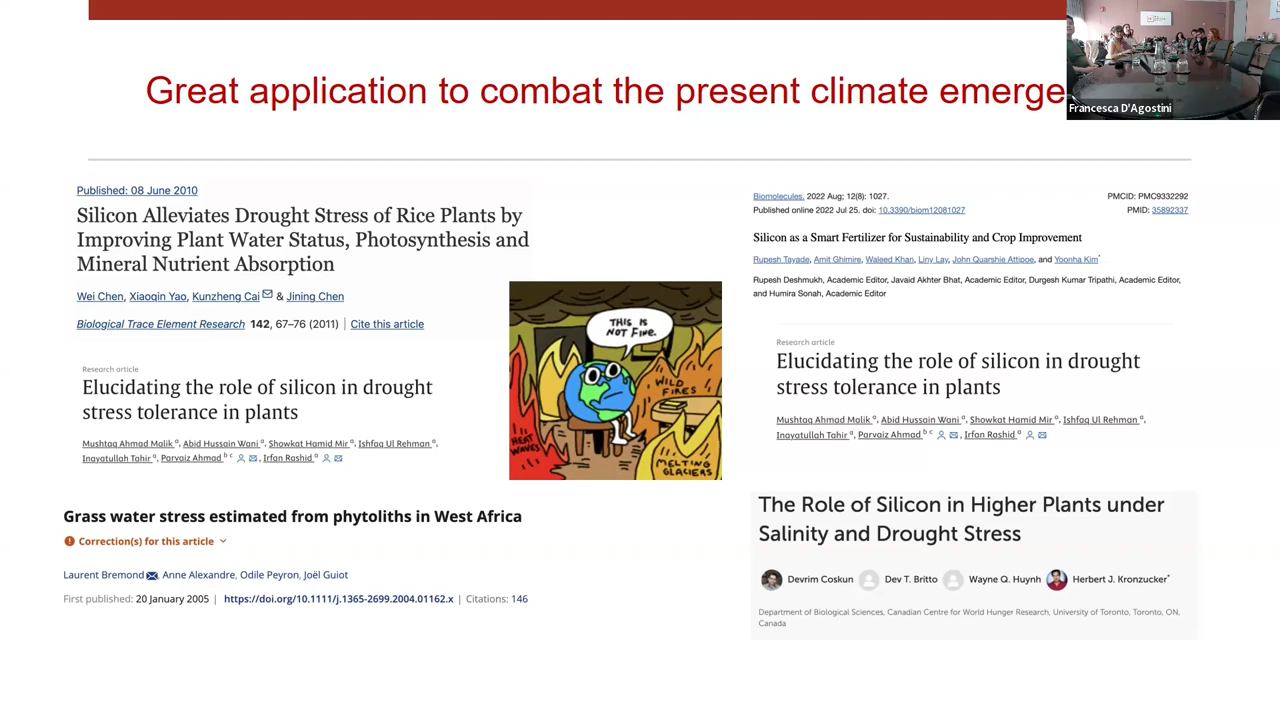 Great application to combat the present climate emerge
Francesca D'Agostini
Published: 08 June 2010
Silicon Alleviates Drought Stress of Rice Plants by
Improving Plant Water Status, Photosynthesis and
Mineral Nutrient Absorption
Wei Chen, Xiaoqin Yao, Kunzheng Cai & Jining Chen
Biological Trace Element Research 142, 67–76 (2011) | Cite this article
Research article
Elucidating the role of silicon in drought
stress tolerance in plants
Mushtaq Ahmad Malik a, Abid Hussain Wani a, Showkat Hamid Mir a, Ishfaq Ul Rehman a,
Inayatullah Tahir a, Parvaiz Ahmad b c, Irfan Rashid a
Grass water stress estimated from phytoliths in West Africa
Correction(s) for this article
Laurent Bremond, Anne Alexandre, Odile Peyron, Joël Guiot
First published: 20 January 2005 | https://doi.org/10.1111/j.1365-2699.2004.01162.x | Citations: 146
THIS IS
NOT FINE.
WILD
FIRES
HEAT
WAVES
MELTING
GLACIERS
Biomolecules. 2022 Aug; 12(8): 1027.
PMCID: PMC9332292
Published online 2022 Jul 25. doi: 10.3390/biom12081027
PMID: 35892337
Silicon as a Smart Fertilizer for Sustainability and Crop Improvement
Rupesh Tayade, Amit Ghimire, Waleed Khan, Liny Lay, John Quarshie Attipoe, and Yoonha Kim*
Rupesh Deshmukh, Academic Editor, Javaid Akhter Bhat, Academic Editor, Durgesh Kumar Tripathi, Academic Editor,
and Humira Sonah, Academic Editor
Research article
Elucidating the role of silicon in drought
stress tolerance in plants
Mushtaq Ahmad Malik a, Abid Hussain Wani a, Showkat Hamid Mir a, Ishfaq Ul Rehman a,
Inayatullah Tahir a, Parvaiz Ahmad b c, Irfan Rashid a
The Role of Silicon in Higher Plants under
Salinity and Drought Stress
Devrim Coskun Dev T. Britto Wayne Q. Huynh Herbert J. Kronzucker*
Department of Biological Sciences, Canadian Centre for World Hunger Research, University of Toronto, Toronto, ON,
Canada